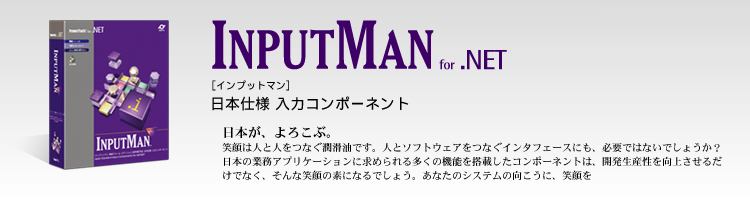 PowerTools for .NET
INPUTMAN
INPUTMAN for .NET
［インプットマン］
日本仕様 入力コンポーネント
日本が、よろこぶ。
笑顔は人と人をつなぐ潤滑油です。人とソフトウェアをつなぐインタフェースにも、必要ではないでしょうか？
日本の業務アプリケーションに求められる多くの機能を搭載したコンポーネントは、開発生産性を向上させるだ
けでなく、そんな笑顔の素になるでしょう。あなたのシステムの向こうに、笑顔を